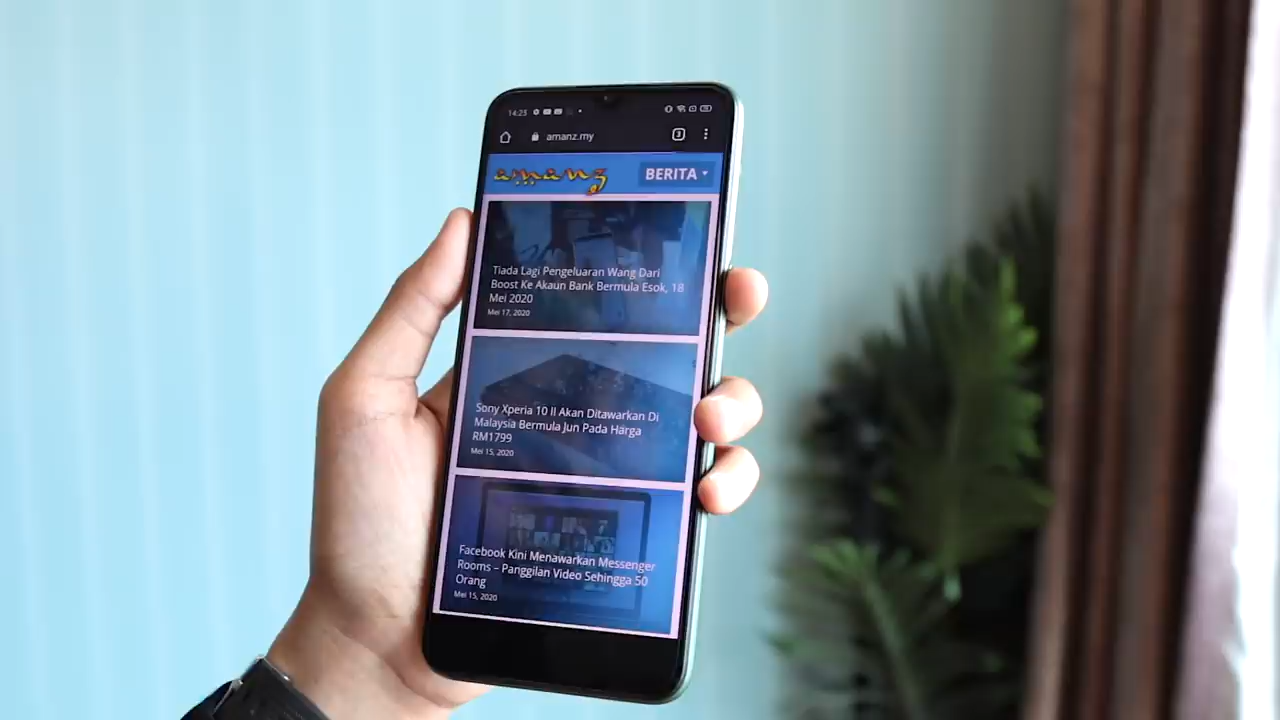 14:25
amanz.my
3
amanz
BERITA
Tiada Lagi Pengeluaran Wang Dari
Boost Ke Akaun Bank Bermula Esok, 18
Mei 2020
Mei 17, 2020
Sony Xperia 10 II Akan Ditawarkan Di
Malaysia Bermula Jun Pada Harga
RM1799
Mei 15, 2020
Facebook Kini Menawarkan Messenger
Rooms – Panggilan Video Sehingga 50
Orang
Mei 15, 2020